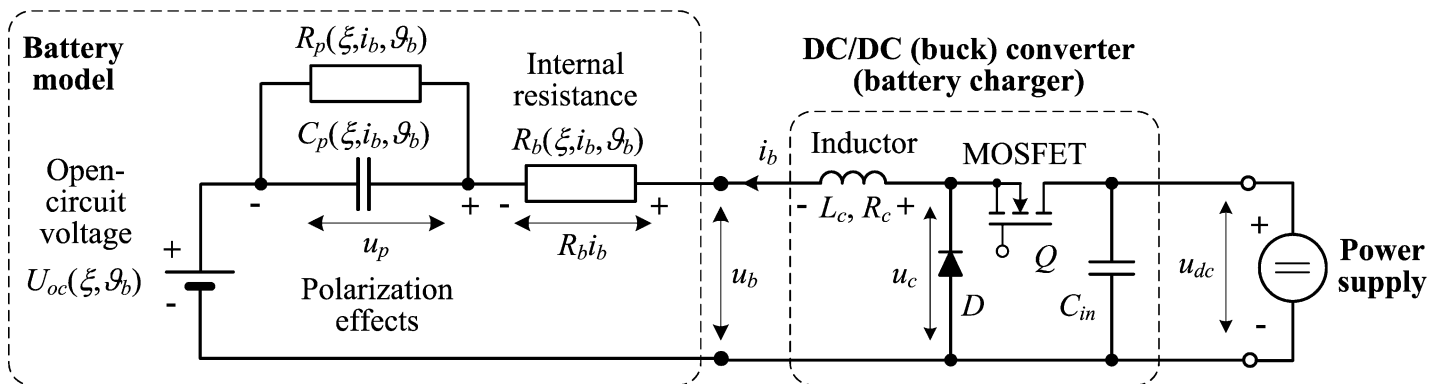 Battery
model
R_p(ξ,i_b,ϑ_b)
C_p(ξ,i_b,ϑ_b)
Internal
resistance
R_b(ξ,i_b,ϑ_b)
Open-
circuit
voltage
U_oc(ξ,ϑ_b)
+
-
-
+
u_p
Polarization
effects
-
+
R_b i_b
i_b
u_b
DC/DC (buck) converter
(battery charger)
Inductor
- L_c, R_c +
MOSFET
Q
u_c
D
C_in
u_dc
+
-
Power
supply